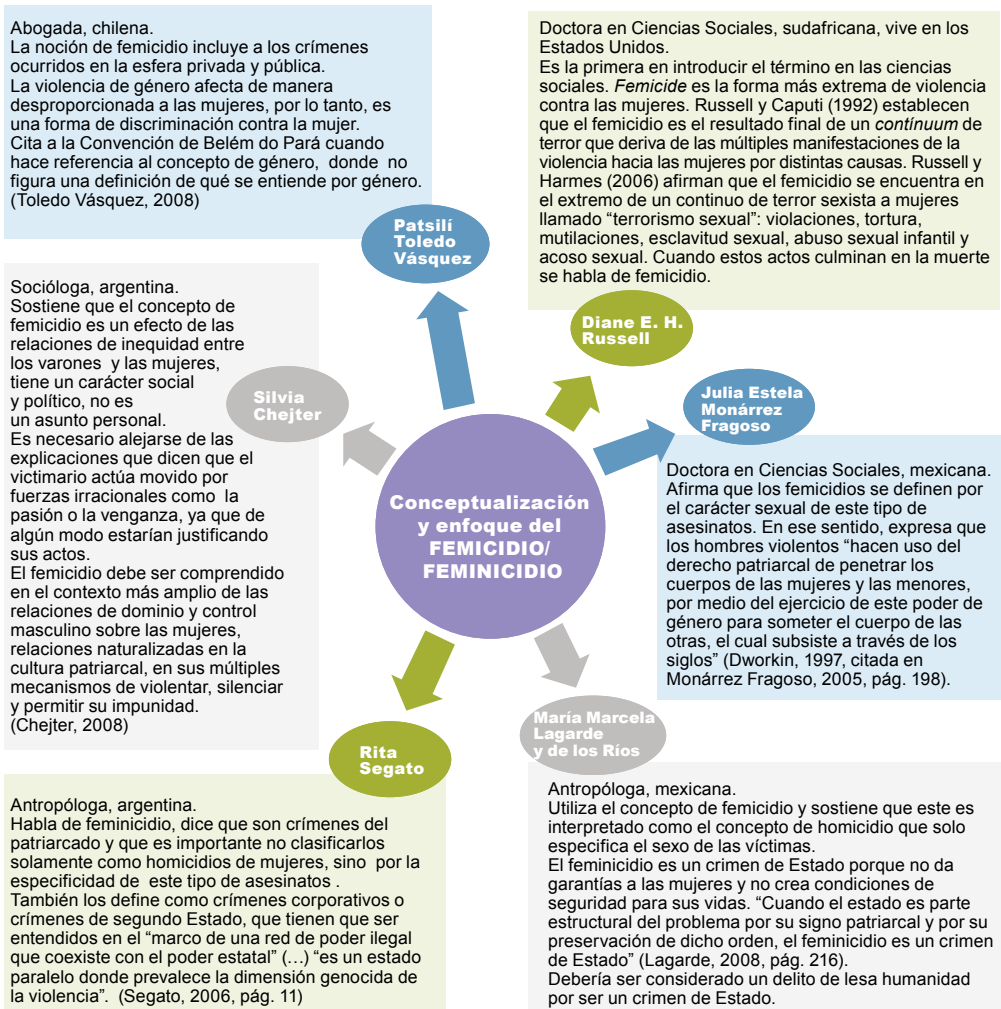 Abogada, chilena.
La noción de femicidio incluye a los crímenes
ocurridos en la esfera privada y pública.
La violencia de género afecta de manera
desproporcionada a las mujeres, por lo tanto, es
una forma de discriminación contra la mujer.
Cita a la Convención de Belém do Pará cuando
hace referencia al concepto de género, donde no
figura una definición de qué se entiende por género.
(Toledo Vásquez, 2008)
Patsilí
Toledo
Vásquez
Doctora en Ciencias Sociales, sudafricana, vive en los
Estados Unidos.
Es la primera en introducir el término en las ciencias
sociales. Femicide es la forma más extrema de violencia
contra las mujeres. Russell y Caputi (1992) establecen
que el femicidio es el resultado final de un contínuum de
terror que deriva de las múltiples manifestaciones de la
violencia hacia las mujeres por distintas causas. Russell y
Harmes (2006) afirman que el femicidio se encuentra en
el extremo de un continuo de terror sexista a mujeres
llamado “terrorismo sexual”: violaciones, tortura,
mutilaciones, esclavitud sexual, abuso sexual infantil y
acoso sexual. Cuando estos actos culminan en la muerte
se habla de femicidio.
Diane E. H.
Russell
Socióloga, argentina.
Sostiene que el concepto de
femicidio es un efecto de las
relaciones de inequidad entre
los varones y las mujeres,
tiene un carácter social
y político, no es
un asunto personal.
Es necesario alejarse de las
explicaciones que dicen que el
victimario actúa movido por
fuerzas irracionales como la
pasión o la venganza, ya que de
algún modo estarían justificando
sus actos.
El femicidio debe ser comprendido
en el contexto más amplio de las
relaciones de dominio y control
masculino sobre las mujeres,
relaciones naturalizadas en la
cultura patriarcal, en sus múltiples
mecanismos de violentar, silenciar
y permitir su impunidad.
(Chejter, 2008)
Silvia
Chejter
Julia Estela
Monárrez
Fragoso
Conceptualización
y enfoque del
FEMICIDIO/
FEMINICIDIO
Doctora en Ciencias Sociales, mexicana.
Afirma que los femicidios se definen por
el carácter sexual de este tipo de
asesinatos. En ese sentido, expresa que
los hombres violentos “hacen uso del
derecho patriarcal de penetrar los
cuerpos de las mujeres y las menores,
por medio del ejercicio de este poder de
género para someter el cuerpo de las
otras, el cual subsiste a través de los
siglos” (Dworkin, 1997, citada en
Monárrez Fragoso, 2005, pág. 198).
Rita
Segato
María Marcela
Lagarde
y de los Ríos
Antropóloga, argentina.
Habla de feminicidio, dice que son crímenes del
patriarcado y que es importante no clasificarlos
solamente como homicidios de mujeres, sino por la
especificidad de este tipo de asesinatos .
También los define como crímenes corporativos o
crímenes de segundo Estado, que tienen que ser
entendidos en el “marco de una red de poder ilegal
que coexiste con el poder estatal” (...) “es un estado
paralelo donde prevalece la dimensión genocida de
la violencia”. (Segato, 2006, pág. 11)
Antropóloga, mexicana.
Utiliza el concepto de femicidio y sostiene que este es
interpretado como el concepto de homicidio que solo
especifica el sexo de las víctimas.
El feminicidio es un crimen de Estado porque no da
garantías a las mujeres y no crea condiciones de
seguridad para sus vidas. “Cuando el estado es parte
estructural del problema por su signo patriarcal y por su
preservación de dicho orden, el feminicidio es un crimen
de Estado” (Lagarde, 2008, pág. 216).
Debería ser considerado un delito de lesa humanidad
por ser un crimen de Estado.